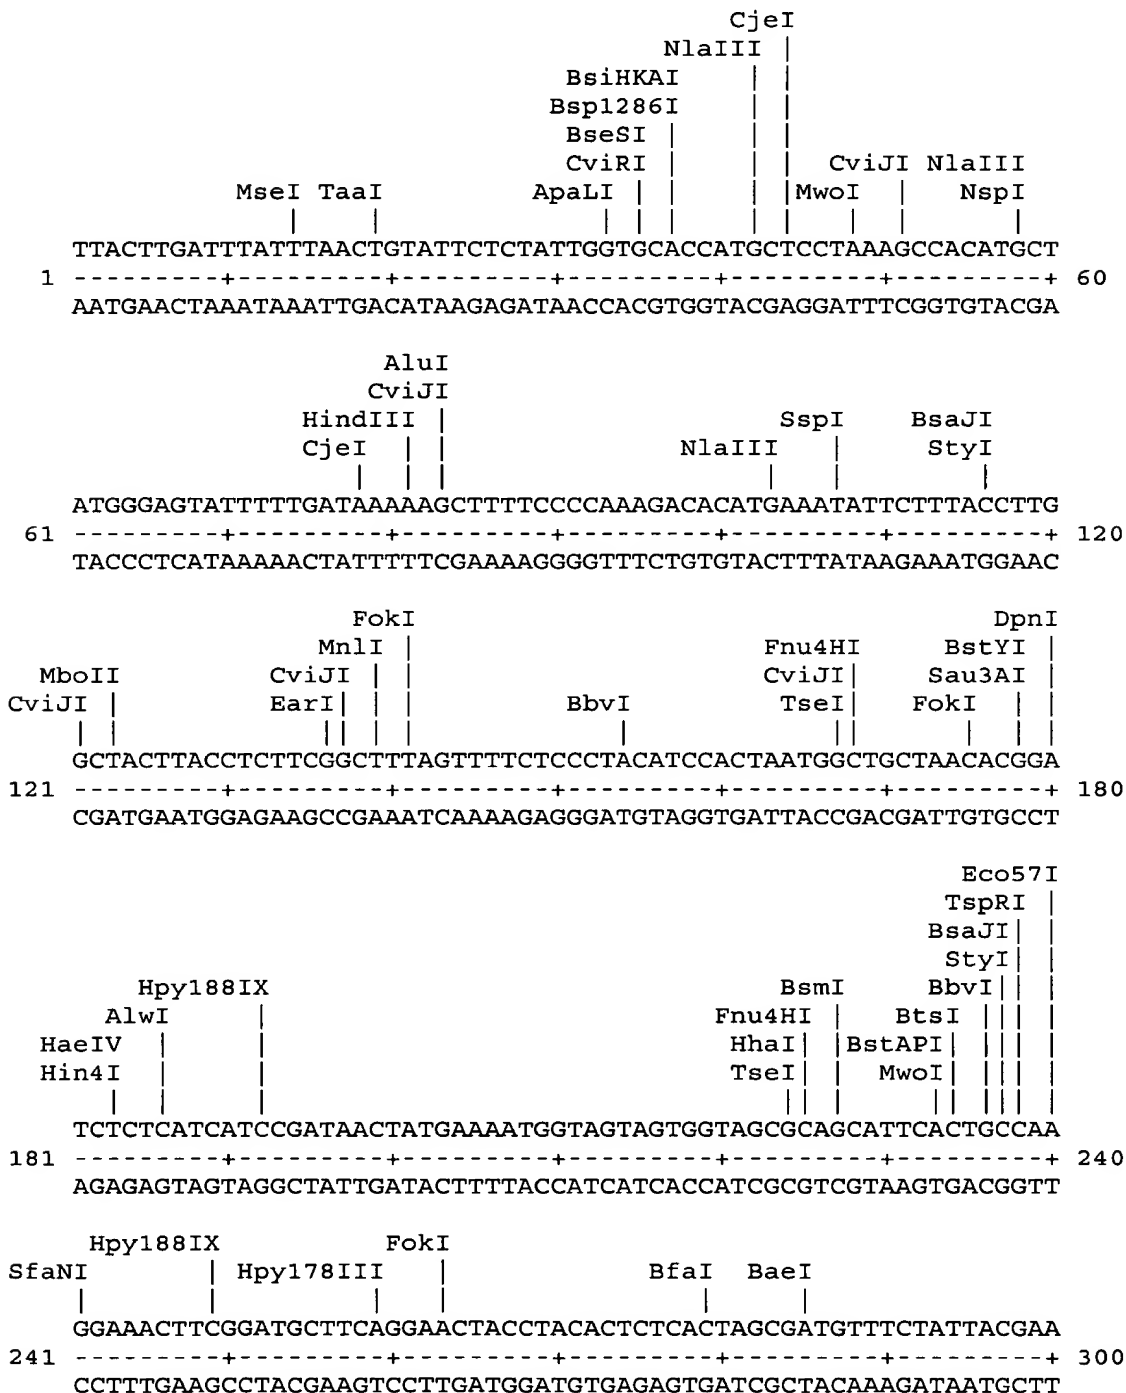 CjeI
NlaIII |
BsiHKAI | |
Bsp1286I | |
BseSI | | |
CviRI | | | CviJI NlaIII
MseI TaaI ApaLI | | | | MwoI | NspI
| | | | | | | | | |
TTACTTGATTTATTTAACTGTATTCTCTATTGGTGCACCATGCTCCTAAAGCCACATGCT
1 ---------+---------+---------+---------+---------+---------+ 60
AATGAACTAAATAAATTGACATAAGAGATAACCACGTGGTACGAGGATTTCGGTGTACGA
AluI
CviJI
HindIII | SspI BsaJI
CjeI | | NlaIII | StyI
| | | | | |
ATGGGAGTATTTTTGATAAAAAGCTTTTCCCCAAAGACACATGAAATATTCTTTACCTTG
61 ---------+---------+---------+---------+---------+---------+ 120
TACCCTCATAAAAACTATTTTTCGAAAAGGGGTTTCTGTGTACTTTATAAGAAATGGAAC
FokI DpnI
MnlI | Fnu4HI BstYI |
MboII CviJI | | CviJI| Sau3AI |
CviJI | EarI| | | BbvI TseI| FokI | |
| | | | | | | | | | | |
GCTACTTACCTCTTCGGCTTTAGTTTTCTCCCTACATCCACTAATGGCTGCTAACACGGA
121 ---------+---------+---------+---------+---------+---------+ 180
CGATGAATGGAGAAGCCGAAATCAAAAGAGGGATGTAGGTGATTACCGACGATTGTGCCT
Eco57I
TspRI |
BsaJI| |
StyI| |
Hpy188IX BsmI BbvI| | |
AlwI | Fnu4HI | BtsI || | |
HaeIV | | HhaI| | BstAPI| || | |
Hin4I | | TseI| | MwoI| || | |
| | | || | || || | |
TCTCTCATCATCCGATAACTATGAAAATGGTAGTAGTGGTAGCGCAGCATTCACTGCCAA
181 ---------+---------+---------+---------+---------+---------+ 240
AGAGAGTAGTAGGCTATTGATACTTTTACCATCATCACCATCGCGTCGTAAGTGACGGTT
Hpy188IX FokI
SfaNI | Hpy178III | BfaI BaeI
| | | | | |
GGAAACTTCGGATGCTTCAGGAACTACCTACACTCTCACTAGCGATGTTTCTATTACGAA
241 ---------+---------+---------+---------+---------+---------+ 300
CCTTTGAAGCCTACGAAGTCCTTGATGGATGTGAGAGTGATCGCTACAAAGATAATGCTT